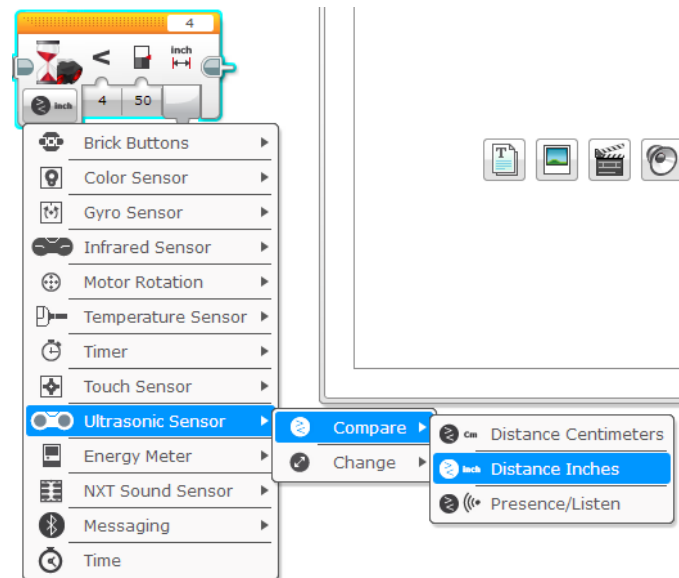 4
inch
<
inch
4
50
Brick Buttons
Color Sensor
Gyro Sensor
Infrared Sensor
Motor Rotation
Temperature Sensor
Timer
Touch Sensor
Ultrasonic Sensor
Compare
Cm Distance Centimeters
Energy Meter
Change
inch Distance Inches
NXT Sound Sensor
Presence/Listen
Messaging
Time
T